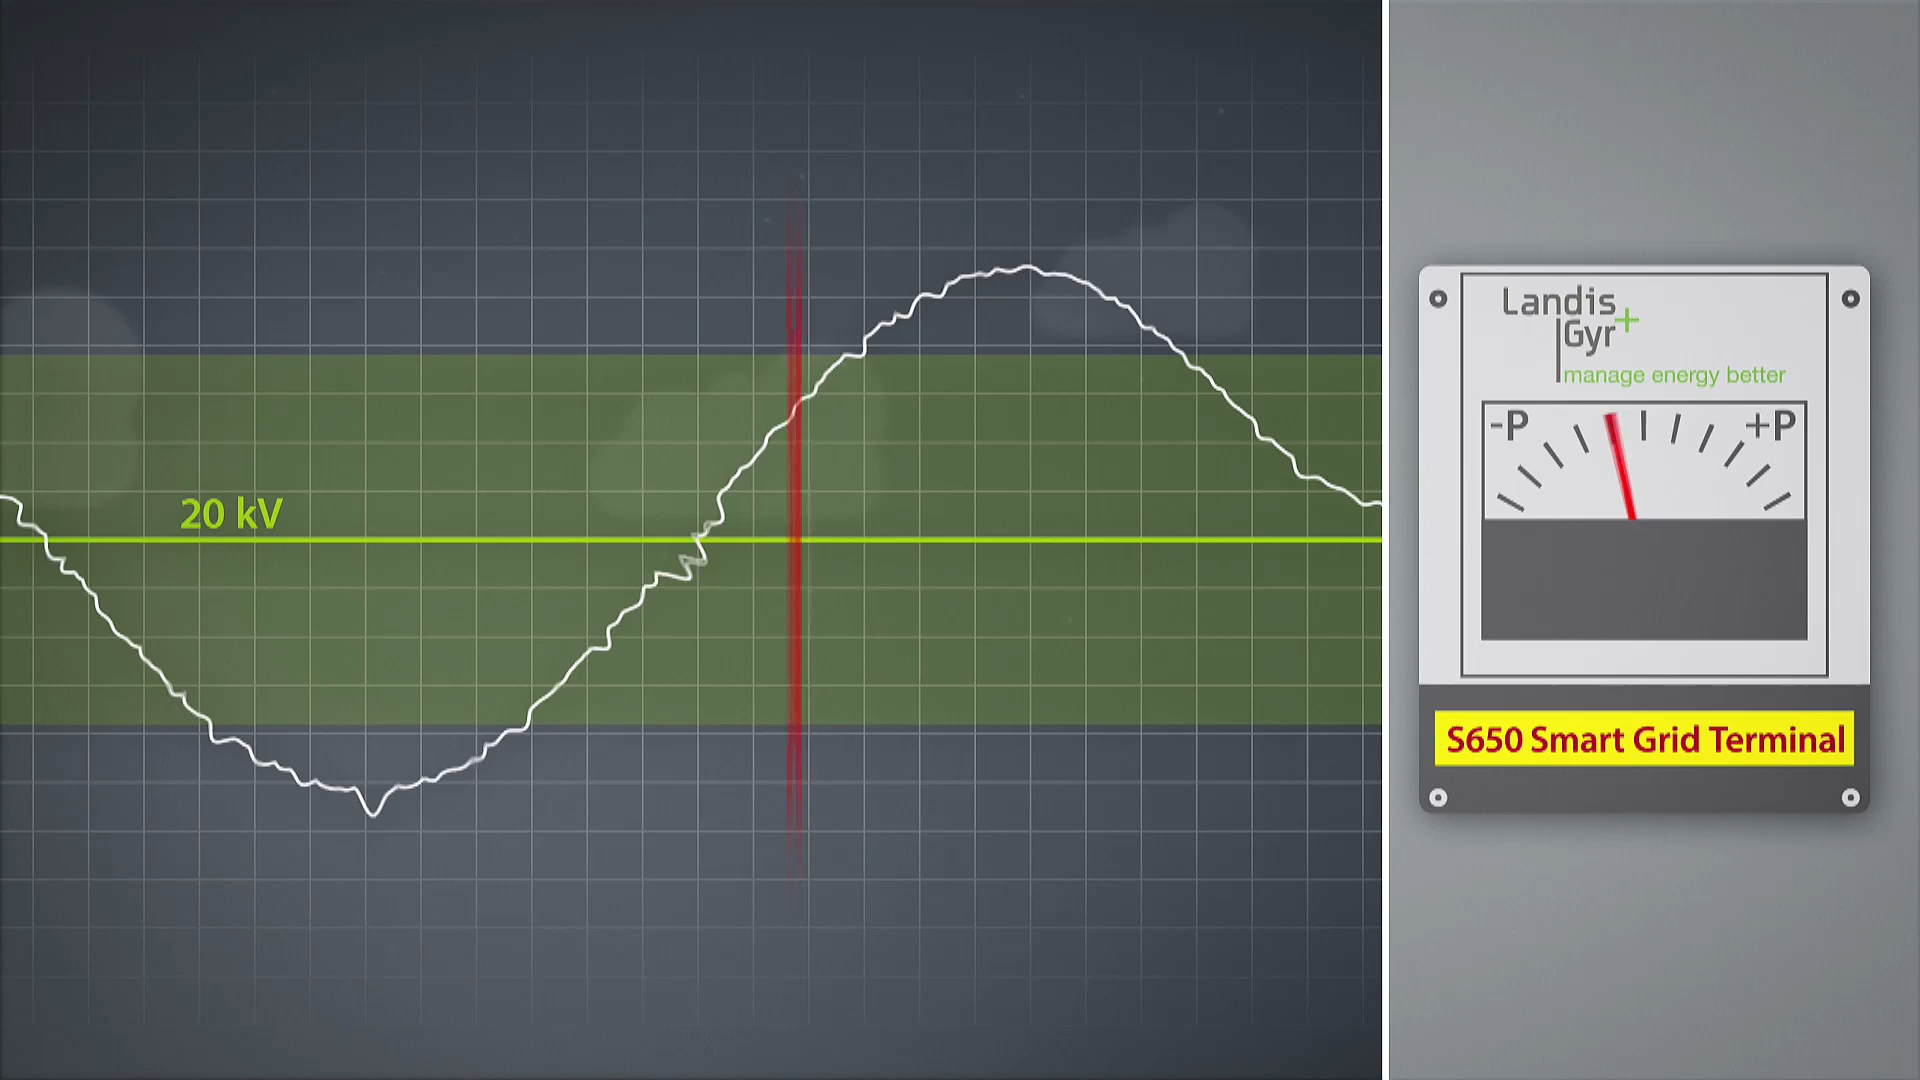 20 kV
Landis
Gyr+
manage energy better
-P +P
S650 Smart Grid Terminal